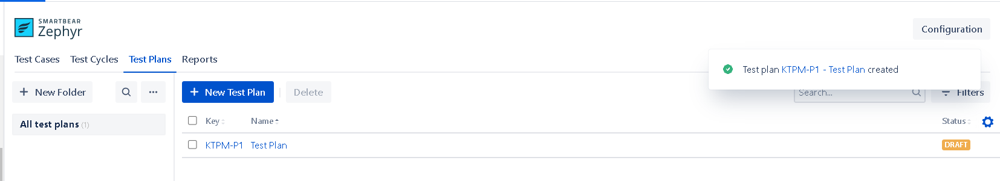 SMARTBEAR
Zephyr
Configuration
Test Cases Test Cycles Test Plans Reports
Test plan KTPM-P1 - Test Plan created
+ New Folder ... + New Test Plan Delete Search... Filters
All test plans (1)
Key Name Status
KTPM-P1 Test Plan DRAFT